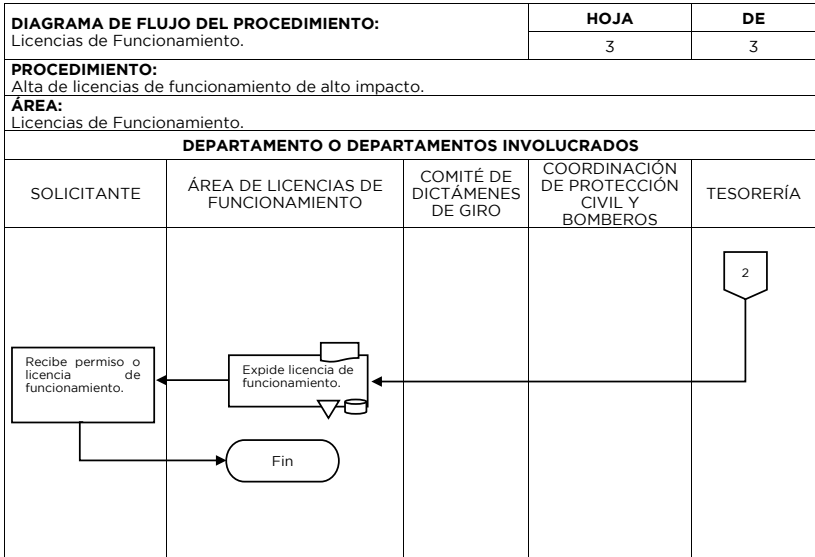 DIAGRAMA DE FLUJO DEL PROCEDIMIENTO:
Licencias de Funcionamiento.
HOJA
DE
3
3
PROCEDIMIENTO:
Alta de licencias de funcionamiento de alto impacto.
ÁREA:
Licencias de Funcionamiento.
DEPARTAMENTO O DEPARTAMENTOS INVOLUCRADOS
SOLICITANTE
ÁREA DE LICENCIAS DE
FUNCIONAMIENTO
COMITÉ DE
DICTÁMENES
DE GIRO
COORDINACIÓN
DE PROTECCIÓN
CIVIL Y
BOMBEROS
TESORERÍA
2
Recibe permiso o
licencia de
funcionamiento.
Expide licencia de
funcionamiento.
Fin